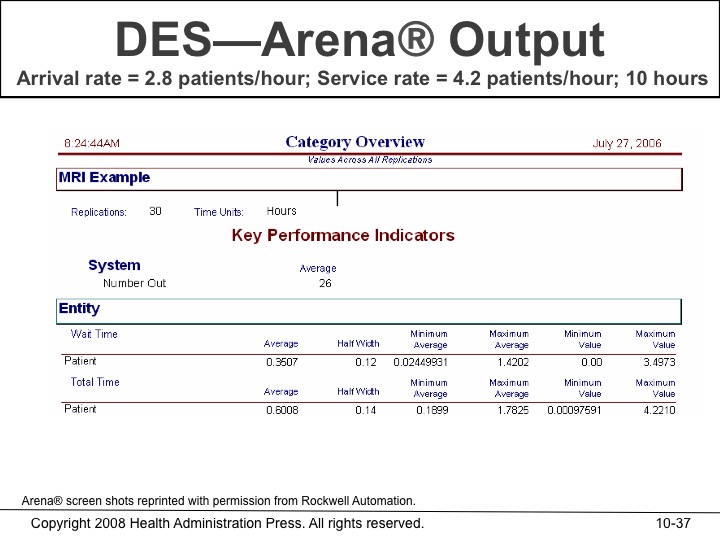 DES—Arena® Output
Arrival rate = 2.8 patients/hour; Service rate = 4.2 patients/hour; 10 hours
8:24:44AM Category Overview July 27, 2006
Values Across All Replications
MRI Example
Replications: 30 Time Units: Hours
Key Performance Indicators
System Average
Number Out 26
Entity
Wait Time Average Half Width Minimum Average Maximum Average Minimum Value Maximum Value
Patient 0.3507 0.12 0.02449931 1.4202 0.00 3.4973
Total Time Average Half Width Minimum Average Maximum Average Minimum Value Maximum Value
Patient 0.6008 0.14 0.1899 1.7825 0.00097591 4.2210
Arena® screen shots reprinted with permission from Rockwell Automation.
Copyright 2008 Health Administration Press. All rights reserved. 10-37